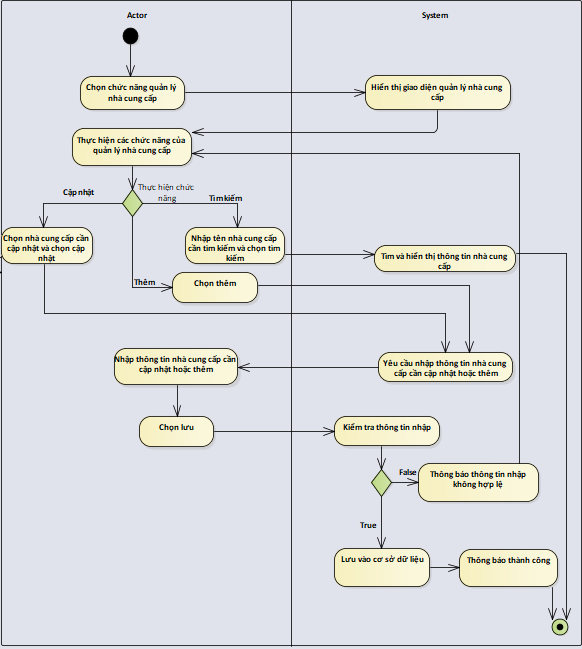 Actor
System
Chọn chức năng quản lý
nhà cung cấp
Hiển thị giao diện quản lý nhà cung
cấp
Thực hiện các chức năng của
quản lý nhà cung cấp
Cập nhật
Thực hiện chức
năng
Tìm kiếm
Chọn nhà cung cấp cần
cập nhật và chọn cập
nhật
Nhập tên nhà cung cấp
cần tìm kiếm và chọn tìm
kiếm
Tìm và hiển thị thông tin nhà cung
cấp
Thêm
Chọn thêm
Nhập thông tin nhà cung cấp cần
cập nhật hoặc thêm
Yêu cầu nhập thông tin nhà cung
cấp cần cập nhật hoặc thêm
Chọn lưu
Kiểm tra thông tin nhập
False
Thông báo thông tin nhập
không hợp lệ
True
Lưu vào cơ sở dữ liệu
Thông báo thành công